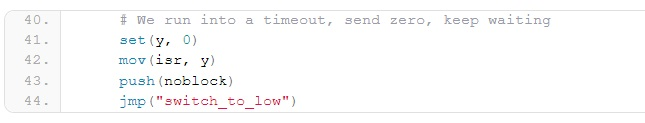 40. # We run into a timeout, send zero, keep waiting
41. set(y, 0)
42. mov(isr, y)
43. push(noblock)
44. jmp("switch_to_low")